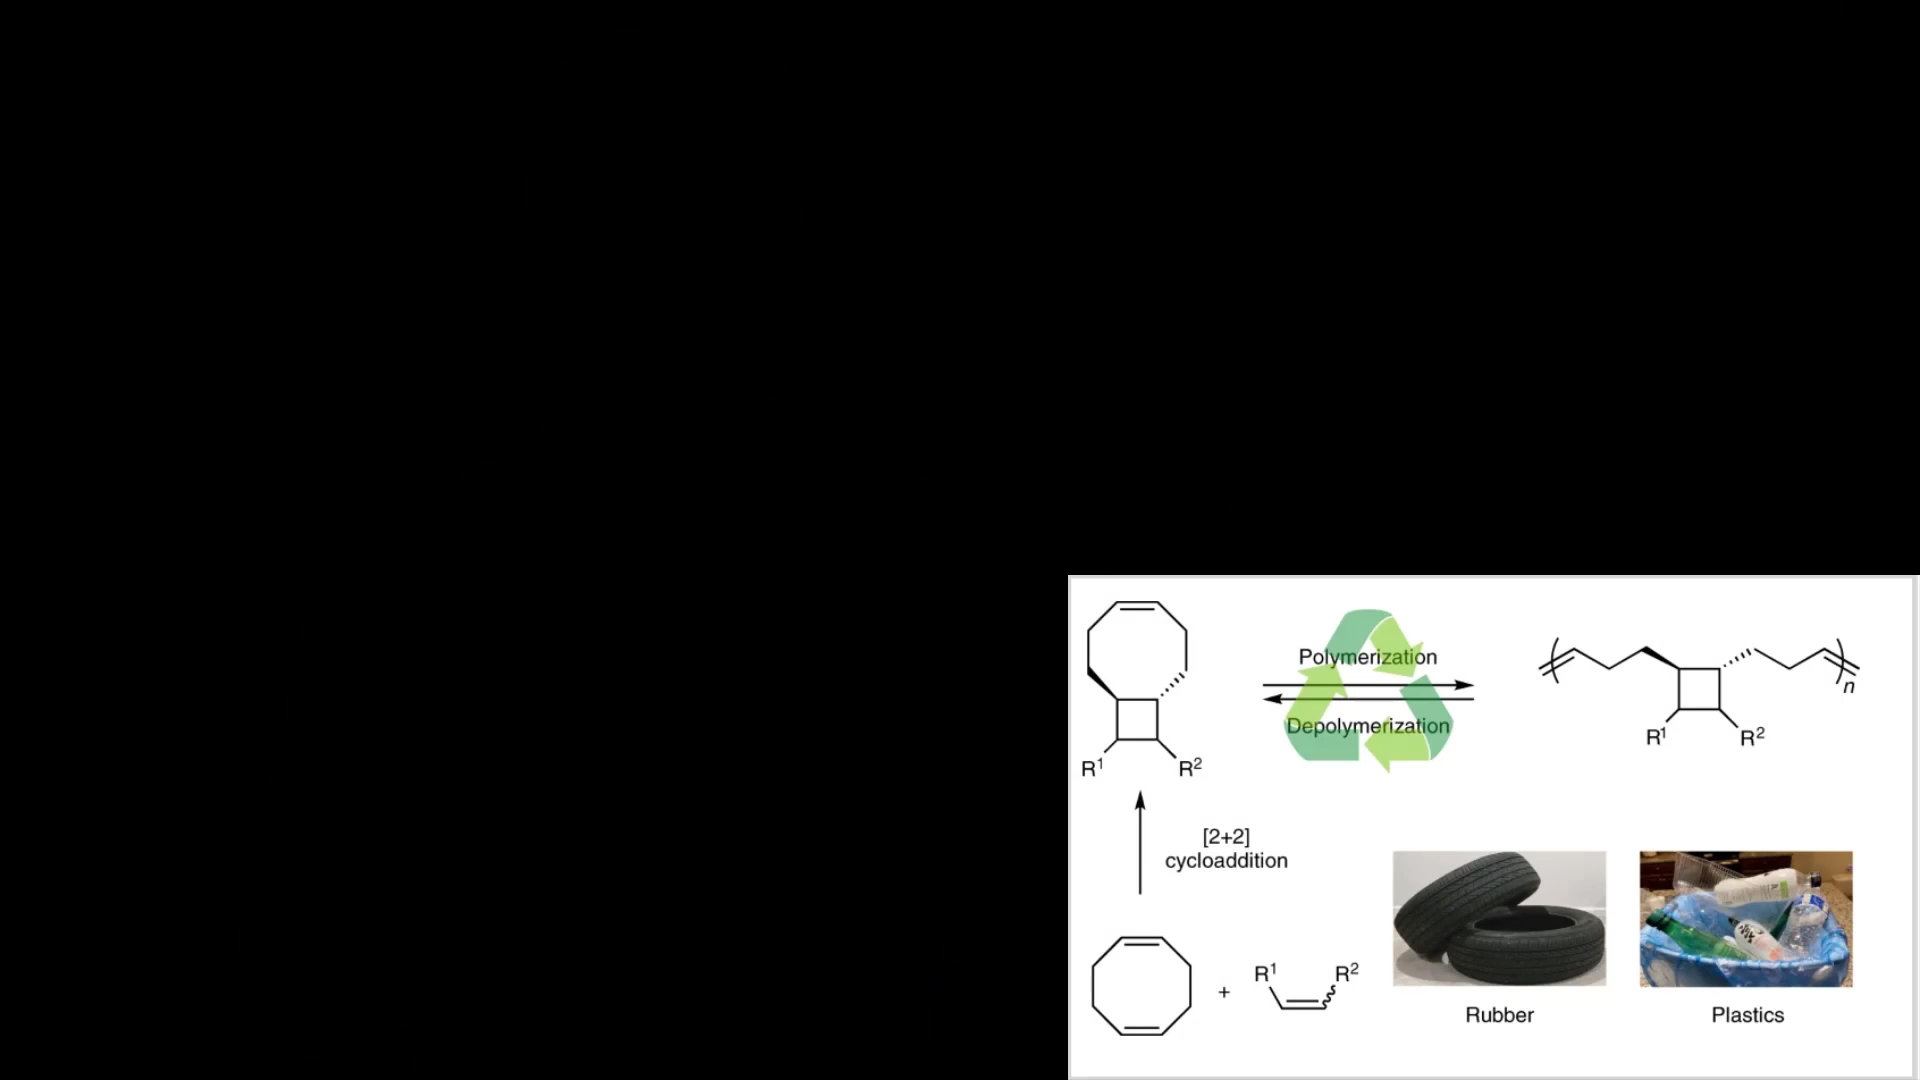 Polymerization
Depolymerization
n
R1 R2
R1 R2
[2+2]
cycloaddition
R1 R2
+
Rubber
Plastics